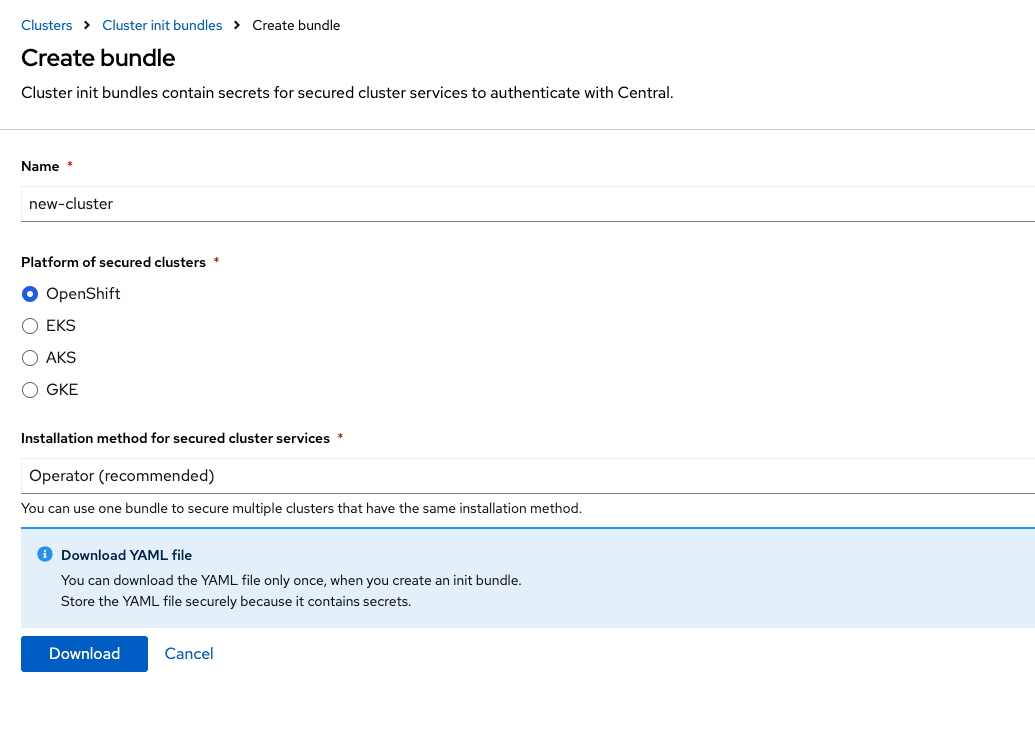 Clusters > Cluster init bundles > Create bundle
Create bundle
Cluster init bundles contain secrets for secured cluster services to authenticate with Central.
Name *
new-cluster
Platform of secured clusters *
OpenShift
EKS
AKS
GKE
Installation method for secured cluster services *
Operator (recommended)
You can use one bundle to secure multiple clusters that have the same installation method.
Download YAML file
You can download the YAML file only once, when you create an init bundle.
Store the YAML file securely because it contains secrets.
Download Cancel